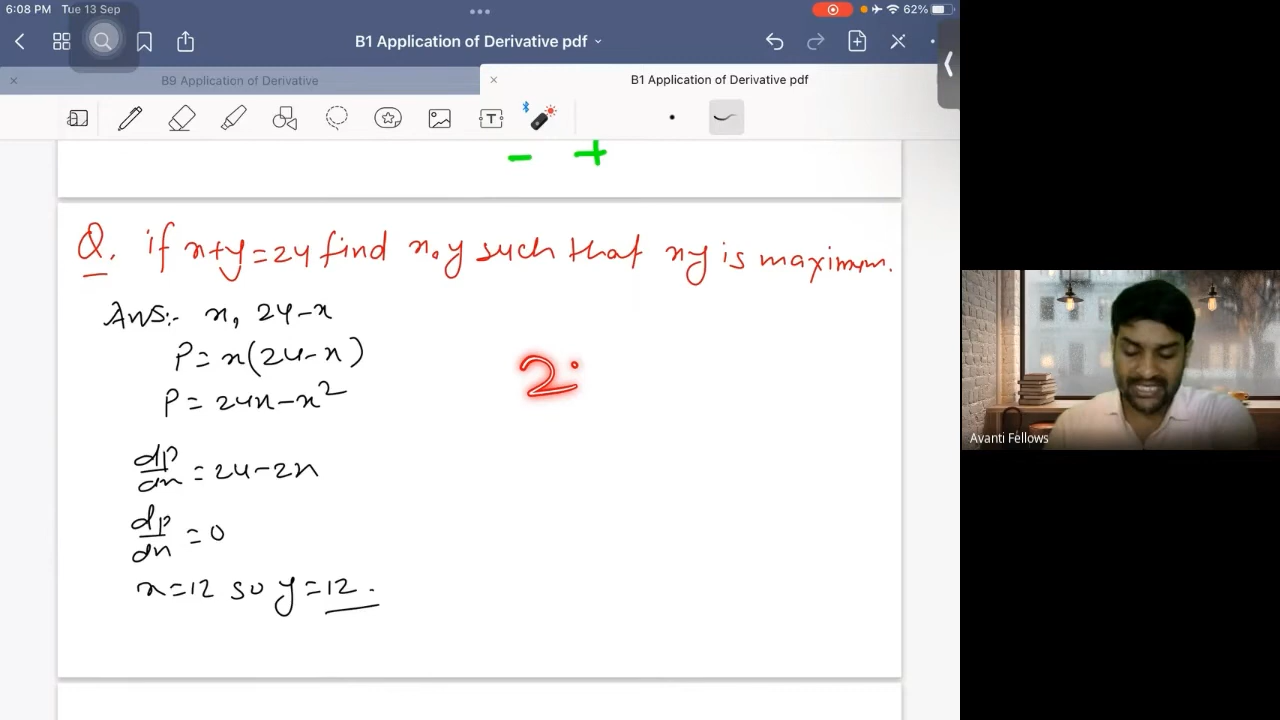 6:08 PM Tue 13 Sep
62%
B1 Application of Derivative pdf
B9 Application of Derivative
B1 Application of Derivative pdf
T
- +
Q. if x+y=24 find x, y such that xy is maximum.
Ans:- x, 24-x
P= x(24-x)
P= 24x-x²
dp/dx = 24-2x
dp/dx = 0
x=12 so y=12.
2
Avanti Fellows